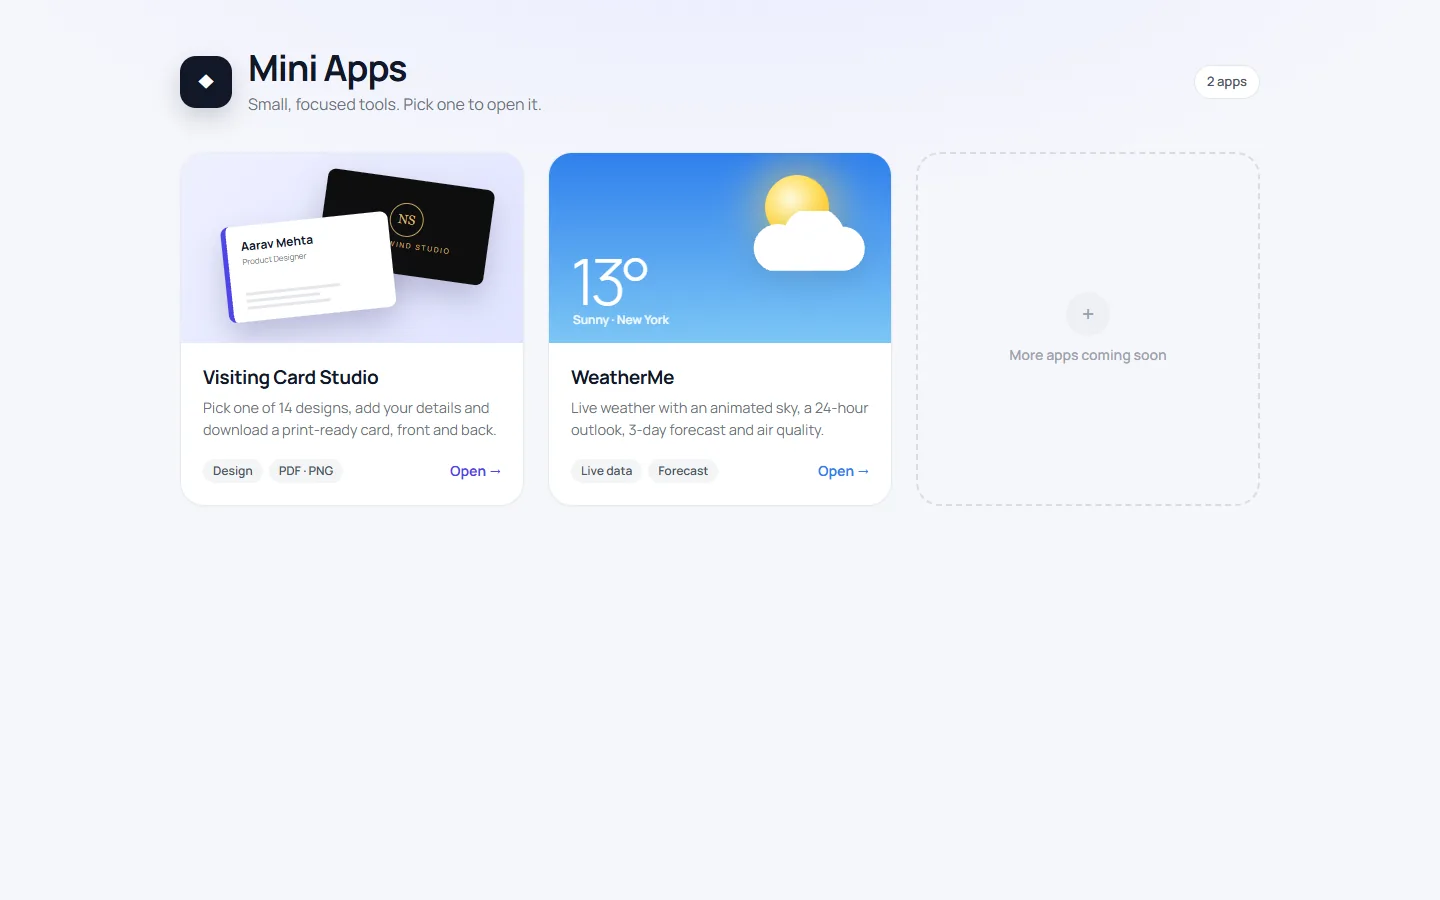 Mini Apps
Small, focused tools. Pick one to open it.
2 apps
NS
WIND STUDIO
Aarav Mehta
Product Designer
13°
Sunny · New York
+
More apps coming soon
Visiting Card Studio
Pick one of 14 designs, add your details and
download a print-ready card, front and back.
Design
PDF · PNG
Open →
WeatherMe
Live weather with an animated sky, a 24-hour
outlook, 3-day forecast and air quality.
Live data
Forecast
Open →